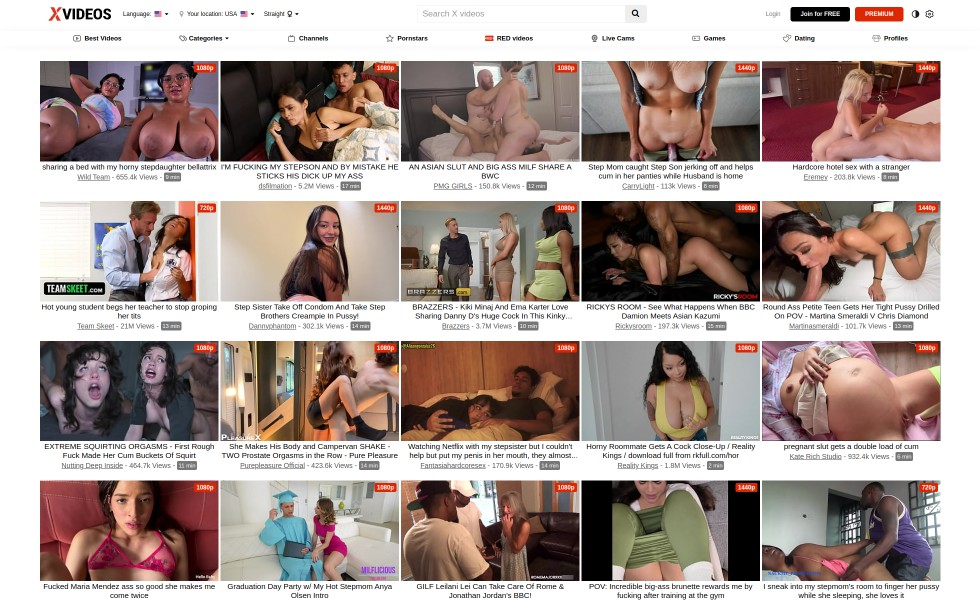 XVIDEOS
Language:
Your location: USA
Straight
Search X videos
Login
Join for FREE
PREMIUM
Best Videos
Categories
Channels
Pornstars
RED videos
Live Cams
Games
Dating
Profiles
1080p
1080p
1080p
1440p
1440p
sharing a bed with my horny stepdaughter bellattrix
Wild Team - 655.4k Views - 9 min
I'M FUCKING MY STEPSON AND BY MISTAKE HE
STICKS HIS DICK UP MY ASS
dsfilmation - 5.2M Views - 17 min
AN ASIAN SLUT AND BIG ASS MILF SHARE A
BWC
PMG GIRLS - 150.8k Views - 12 min
Step Mom caught Step Son jerking off and helps
cum in her panties while Husband is home
CarryLight - 113k Views - 8 min
Hardcore hotel sex with a stranger
Eremey - 203.8k Views - 8 min
720p
1440p
1080p
1080p
1440p
TEAMSKEET.COM
BRAZZERS
RICKY'SROOM
Hot young student begs her teacher to stop groping
her tits
Team Skeet - 21M Views - 13 min
Step Sister Take Off Condom And Take Step
Brothers Creampie In Pussy!
Dannyphantom - 302.1k Views - 14 min
BRAZZERS - Kiki Minaj And Ema Karter Love
Sharing Danny D's Huge Cock In This Kinky...
Brazzers - 3.7M Views - 10 min
RICKYS ROOM - See What Happens When BBC
Damion Meets Asian Kazumi
Rickysroom - 197.3k Views - 15 min
Round Ass Petite Teen Gets Her Tight Pussy Drilled
On POV - Martina Smeraldi V Chris Diamond
Martinasmeraldi - 101.7k Views - 13 min
1080p
1080p
1080p
1080p
1080p
PLEASUREX
EXTREME SQUIRTING ORGASMS - First Rough
Fuck Made Her Cum Buckets Of Squirt
Nutting Deep Inside - 464.7k Views - 11 min
She Makes His Body and Campervan SHAKE -
TWO Prostate Orgasms in the Row - Pure Pleasure
Purepleasure Official - 423.6k Views - 14 min
Watching Netflix with my stepsister but I couldn't
help but put my penis in her mouth, they almost...
Fantasiahardcoresex - 170.9k Views - 14 min
Horny Roommate Gets A Cock Close-Up / Reality
Kings / download full from rkfull.com/hor
Reality Kings - 1.8M Views - 2 min
pregnant slut gets a double load of cum
Kate Rich Studio - 932.4k Views - 6 min
1080p
1080p
1080p
1440p
720p
MILFLICIOUS
Fucked Maria Mendez ass so good she makes me
come twice
Graduation Day Party w/ My Hot Stepmom Anya
Olsen Intro
GILF Leilani Lei Can Take Care Of Rome &
Jonathan Jordan's BBC!
POV: Incredible big-ass brunette rewards me by
fucking after training at the gym
I sneak into my stepmom's room to finger her pussy
while she sleeping, she loves it